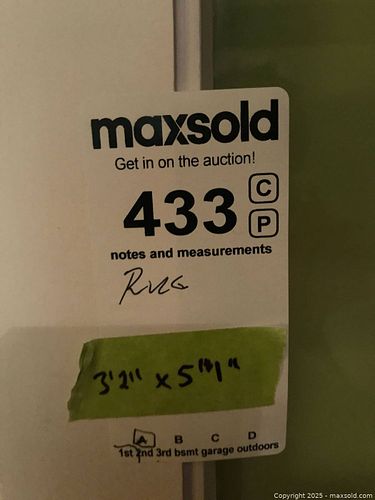 maxsold
Get in on the auction!
433 C
P
notes and measurements
RUG
3'2" x 5'1"
A B C D
1st 2nd 3rd bsmt garage outdoors
Copyright © 2025 - maxsold.com